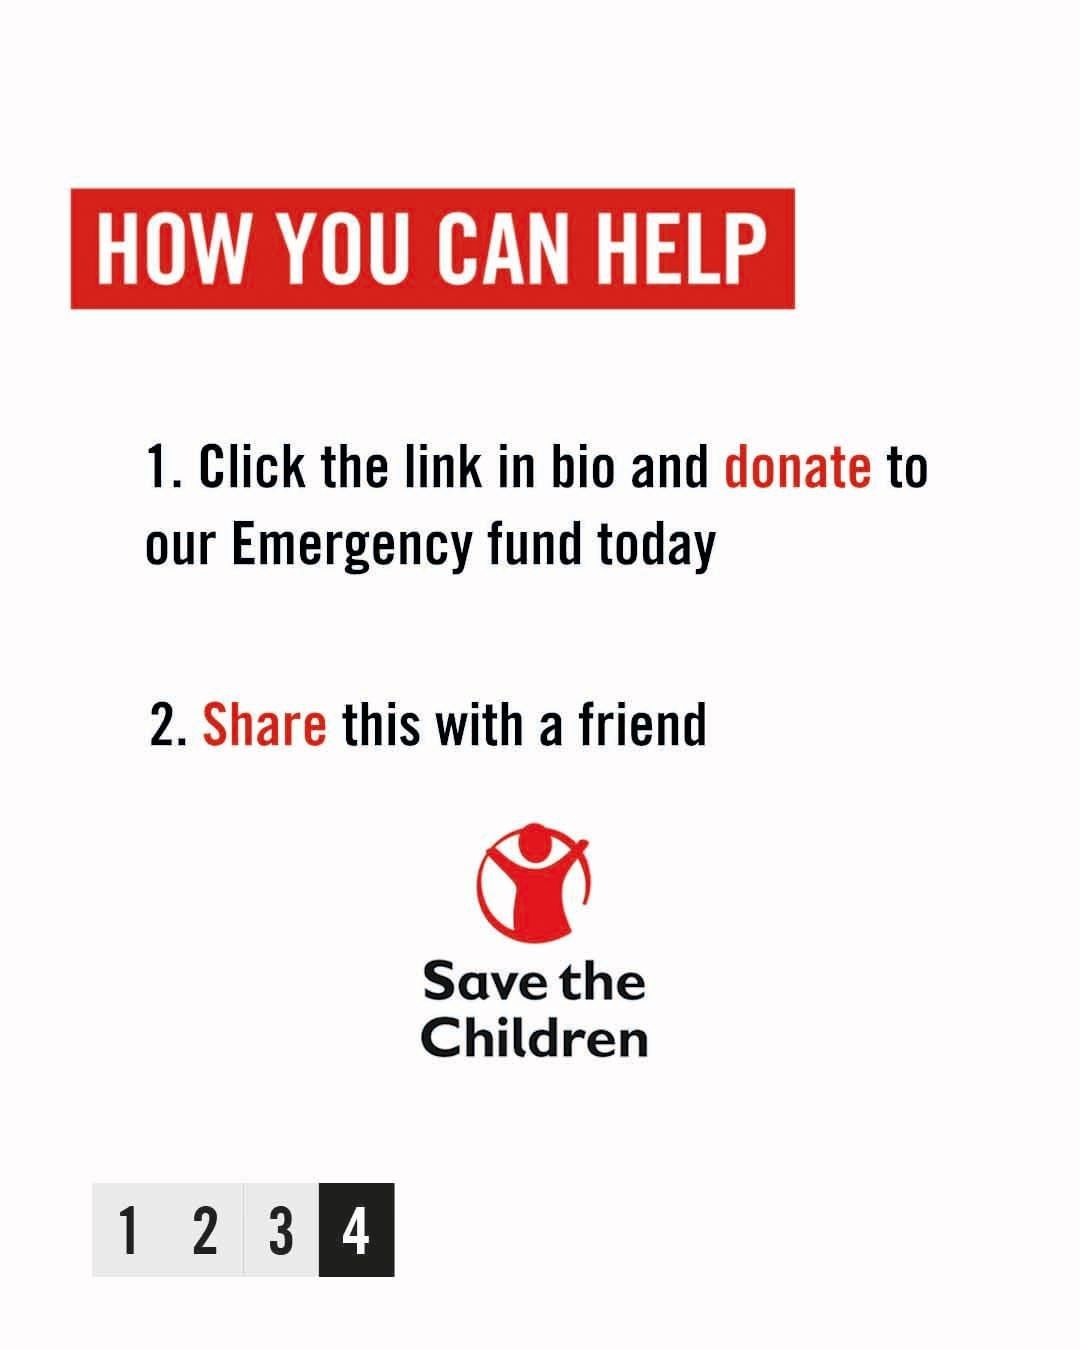 HOW YOU CAN HELP
1. Click the link in bio and donate to
our Emergency fund today
2. Share this with a friend
Save the
Children
1 2 3 4